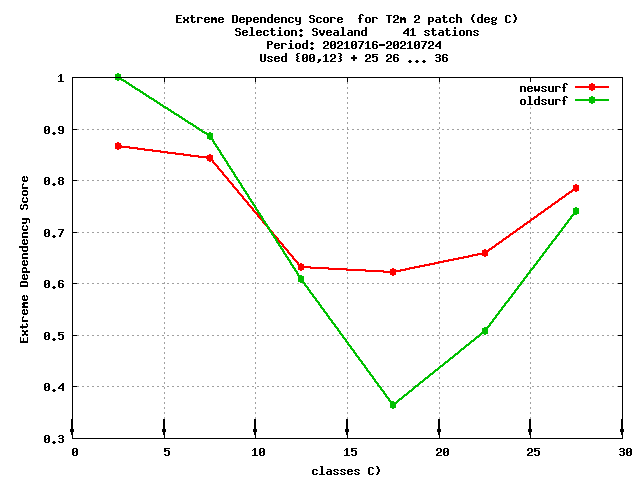 Extreme Dependency Score  for T2m 2 patch (deg C)
Selection: Svealand     41 stations
Period: 20210716-20210724
Used {00,12} + 25 26 ... 36
newsurf
oldsurf
Extreme Dependency Score
1
0.9
0.8
0.7
0.6
0.5
0.4
0.3
0 5 10 15 20 25 30
classes C)